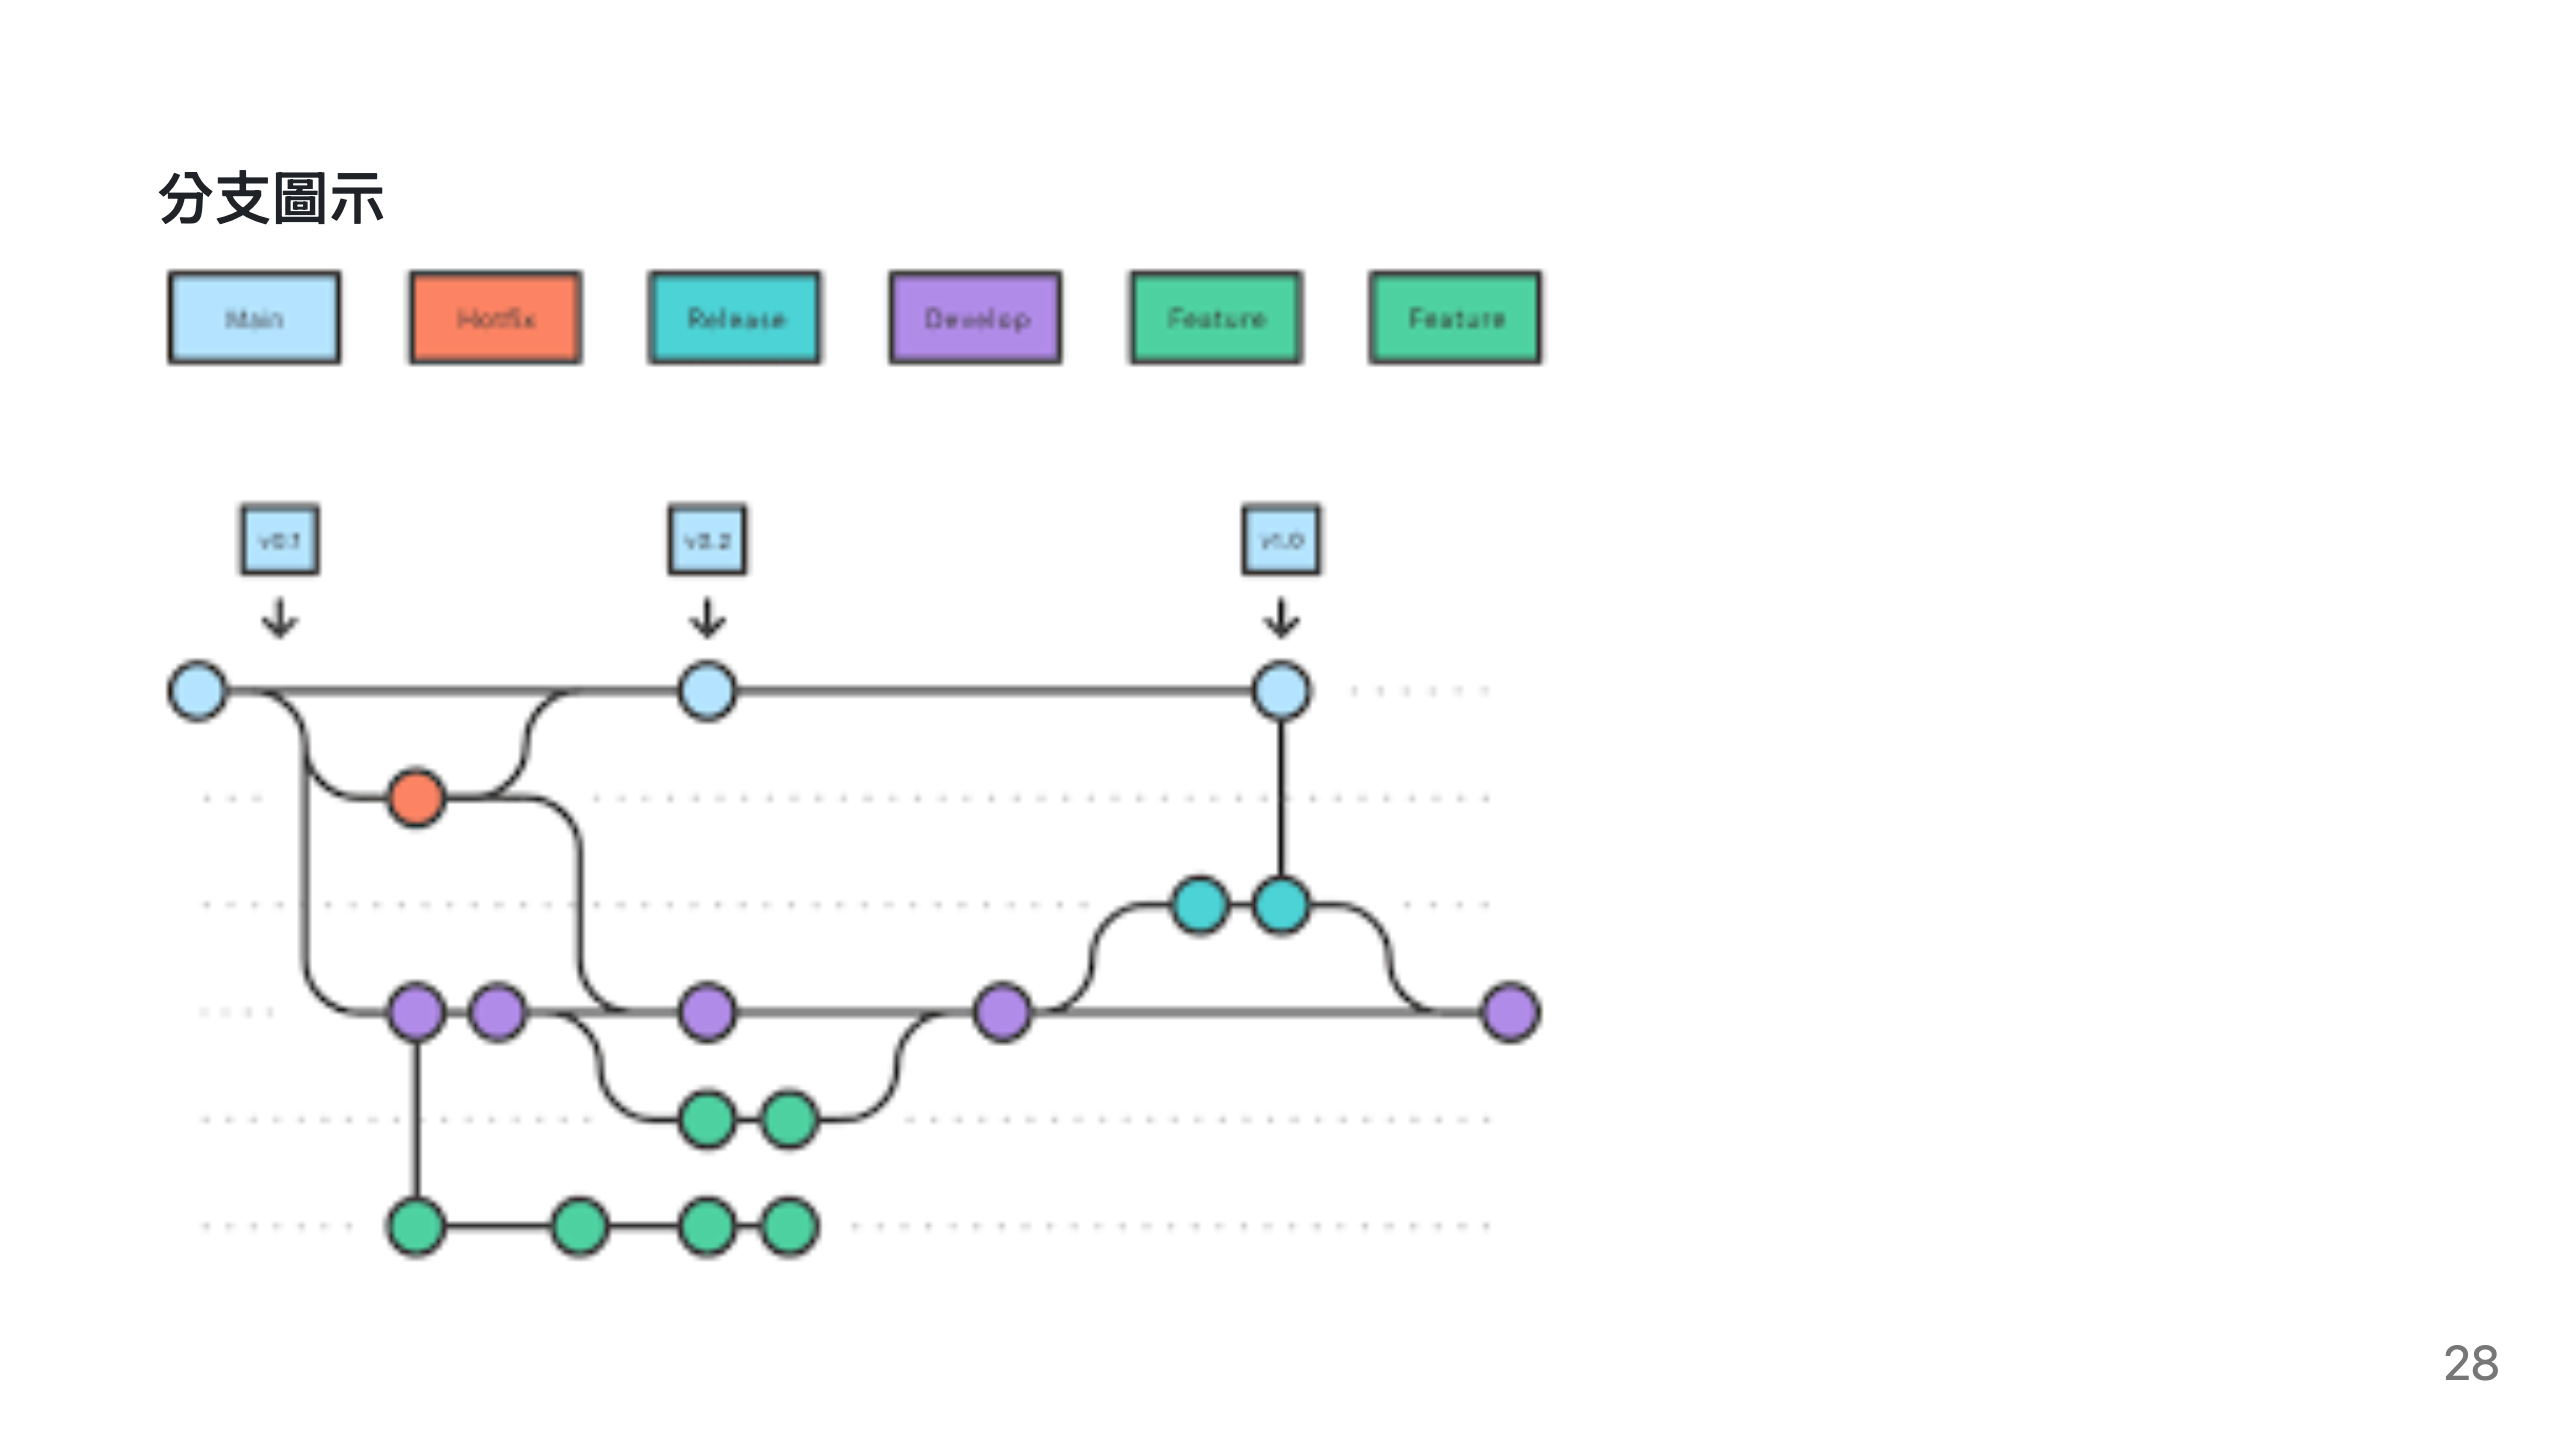 分支圖示
Main Hotfix Release Develop Feature Feature
v0.1 v0.2 v1.0
28